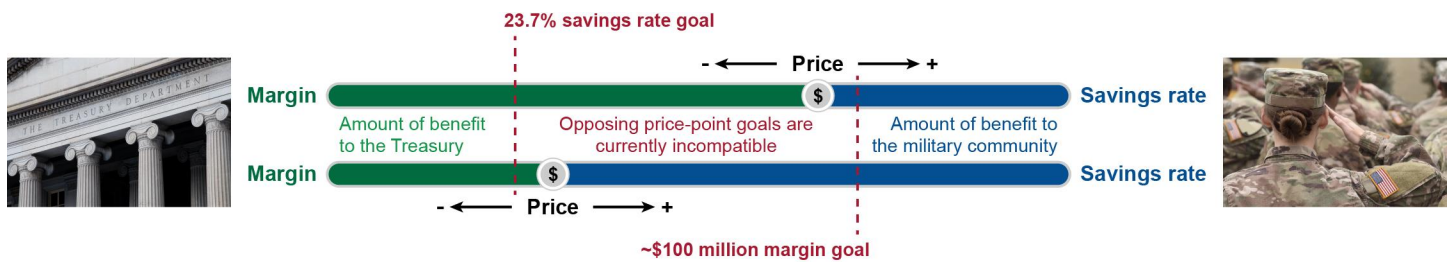 23.7% savings rate goal
- Price +
Margin $ Savings rate
Amount of benefit
to the Treasury
Opposing price-point goals are
currently incompatible
Amount of benefit to
the military community
Margin $ Savings rate
- Price +
~$100 million margin goal
THE TREASURY DEPARTMENT